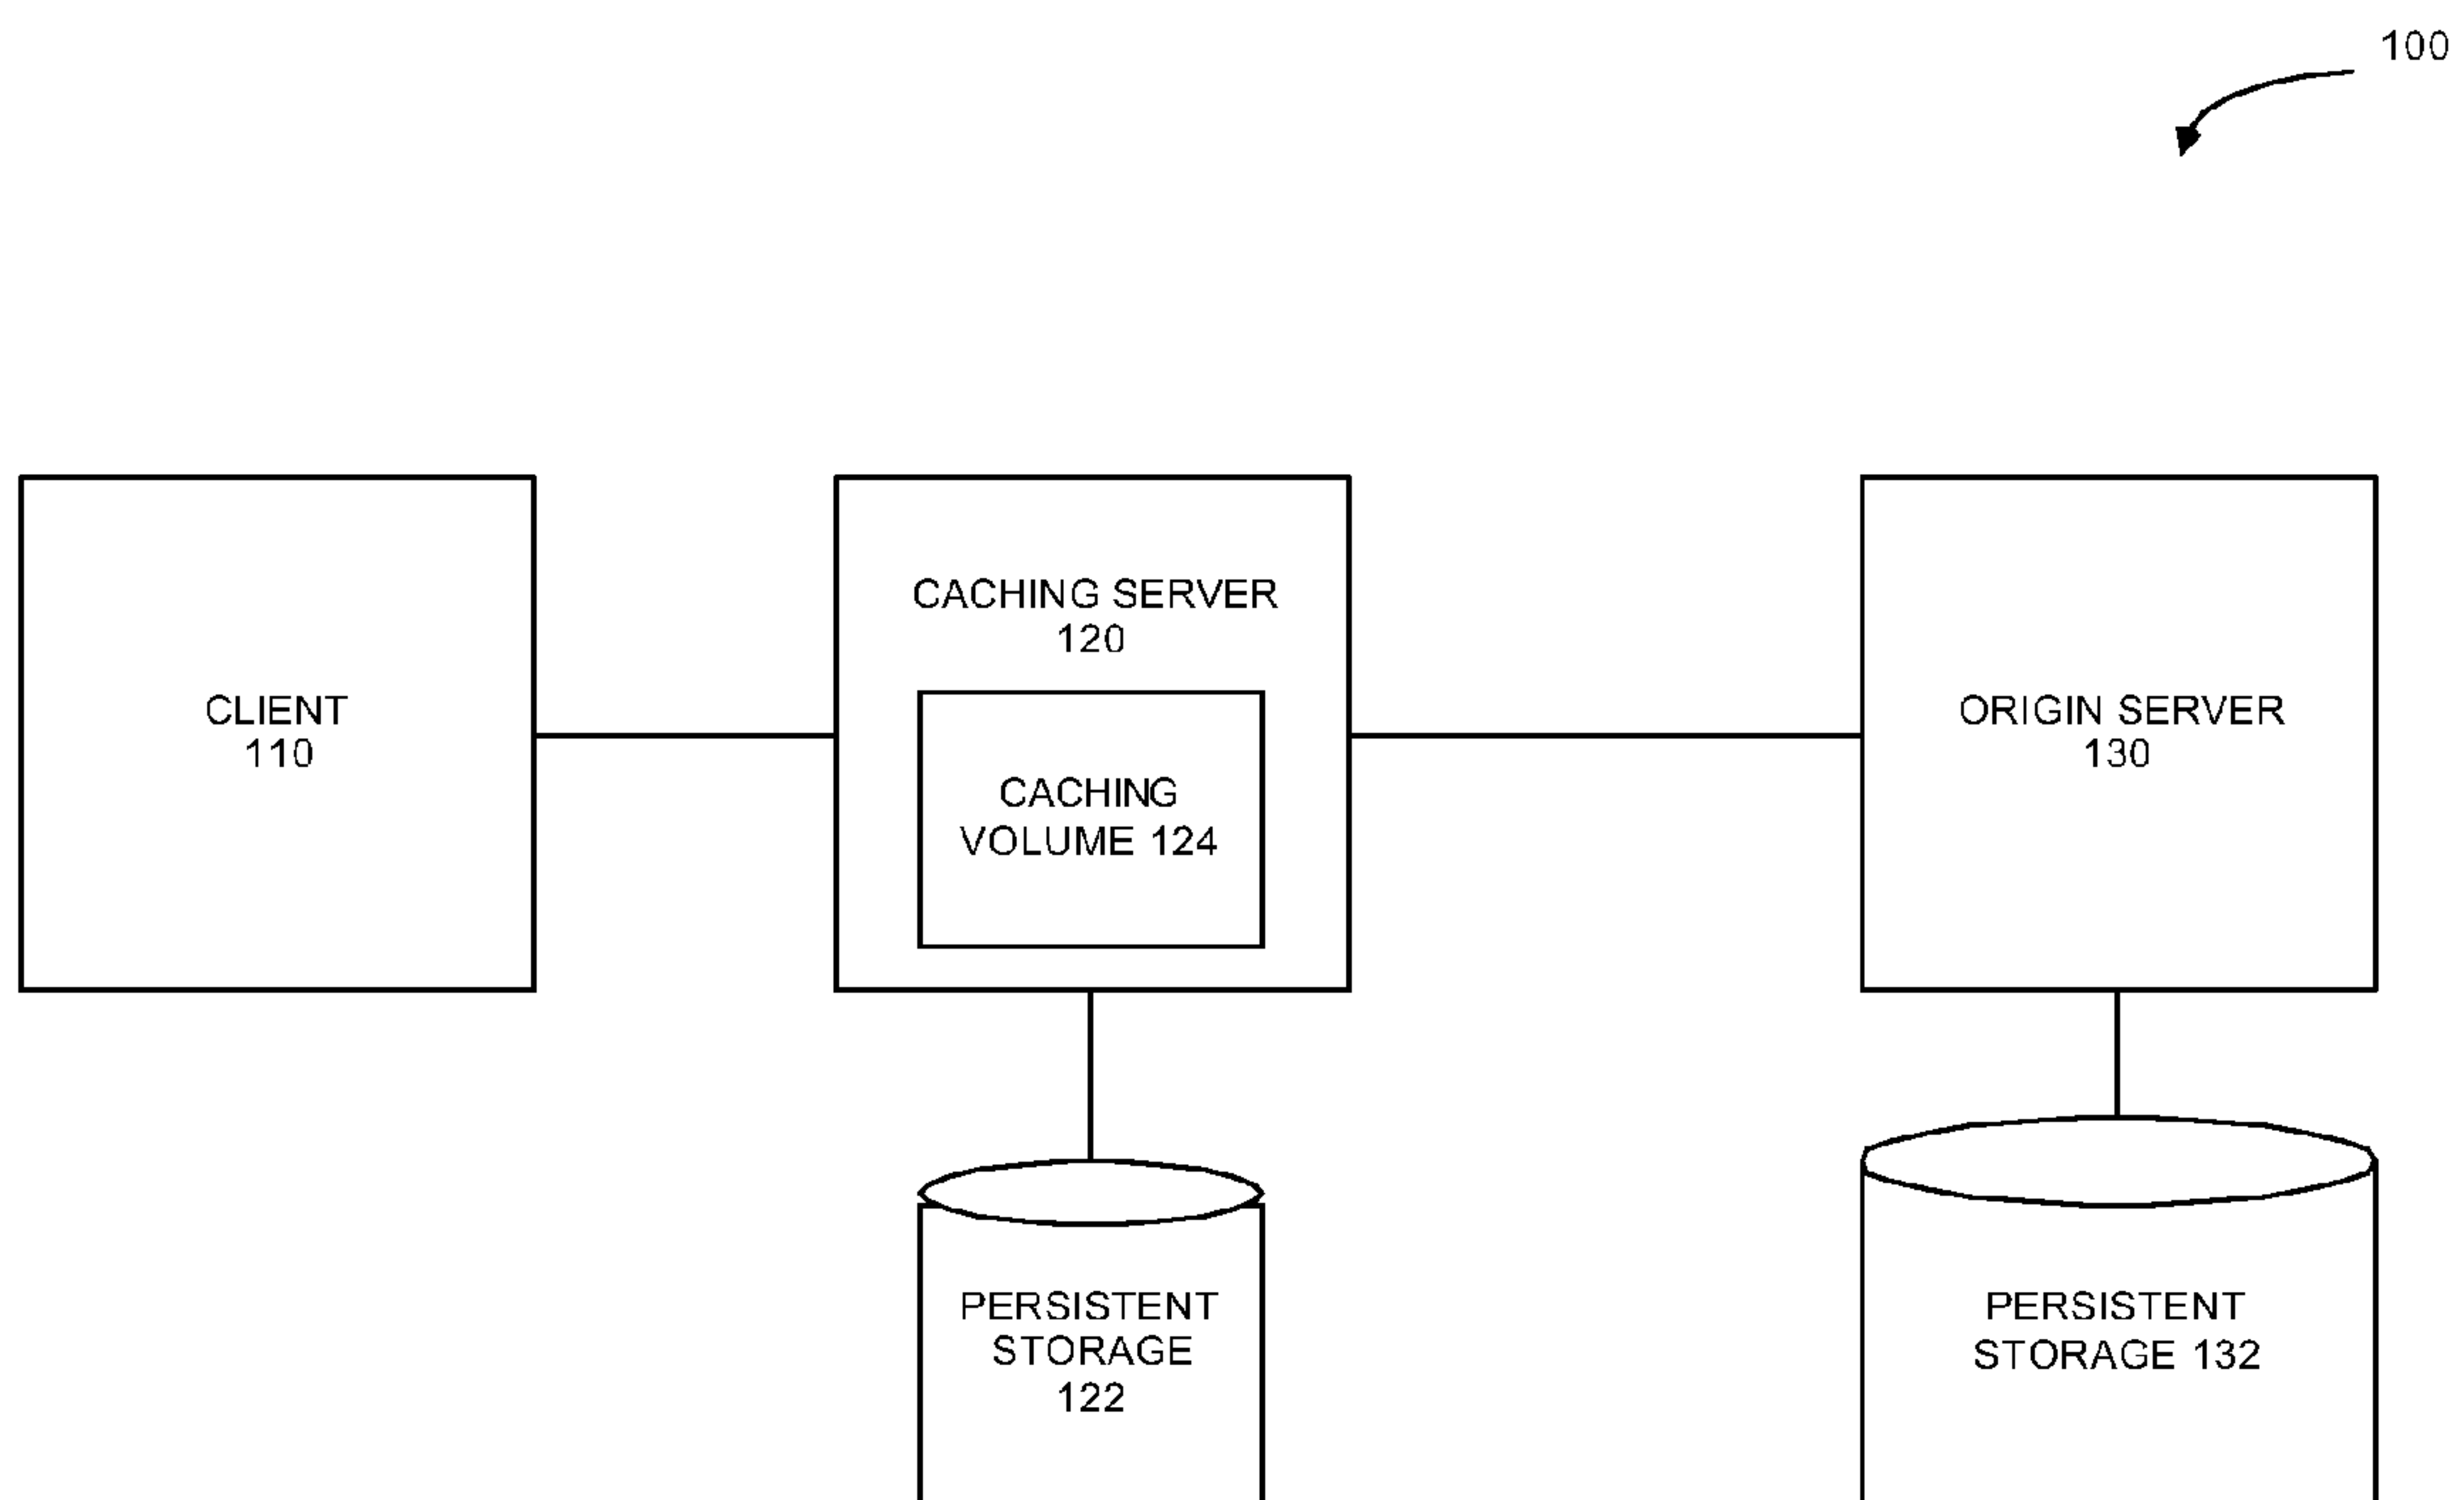 100
CLIENT
110
CACHING SERVER
120
CACHING
VOLUME 124
ORIGIN SERVER
130
PERSISTENT
STORAGE
122
PERSISTENT
STORAGE 132